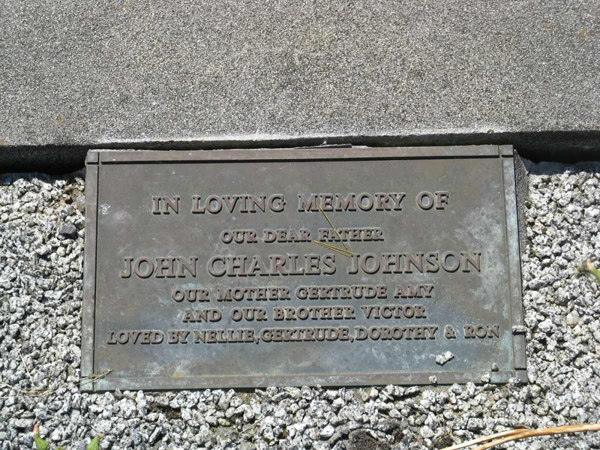 IN LOVING MEMORY OF
OUR DEAR FATHER
JOHN CHARLES JOHNSON
OUR MOTHER GERTRUDE AMY
AND OUR BROTHER VICTOR
LOVED BY NELLIE, GERTRUDE, DOROTHY & RON